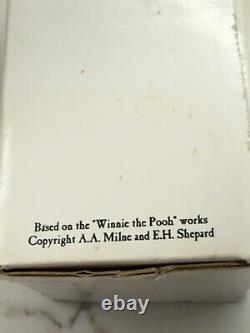 Based on the "Winnie the Pooh" works
Copyright A.A. Milne and E.H. Shepard